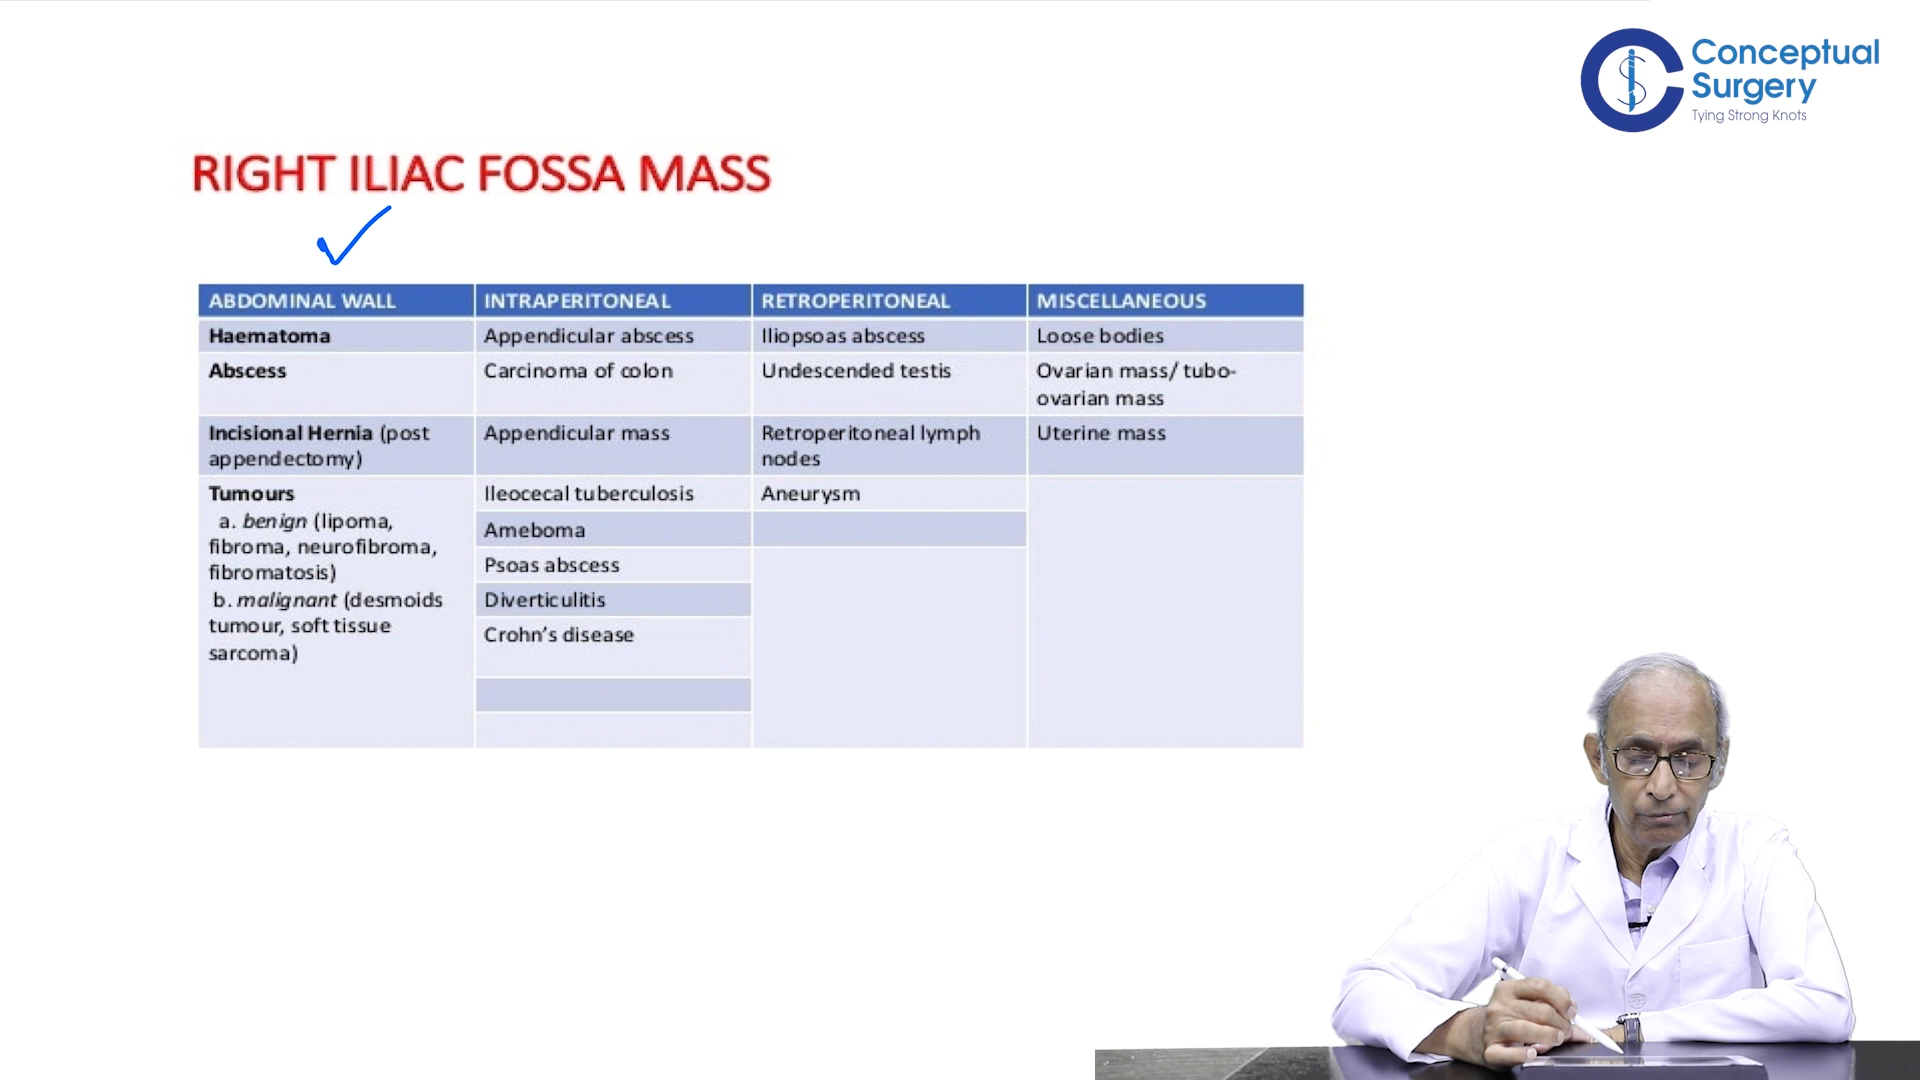 Conceptual
Surgery
Tying Strong Knots
RIGHT ILIAC FOSSA MASS
ABDOMINAL WALL
INTRAPERITONEAL
RETROPERITONEAL
MISCELLANEOUS
Haematoma
Appendicular abscess
Iliopsoas abscess
Loose bodies
Abscess
Carcinoma of colon
Undescended testis
Ovarian mass/ tubo-
ovarian mass
Incisional Hernia (post
appendectomy)
Appendicular mass
Retroperitoneal lymph
nodes
Uterine mass
Tumours
a. benign (lipoma,
fibroma, neurofibroma,
fibromatosis)
b. malignant (desmoids
tumour, soft tissue
sarcoma)
Ileocecal tuberculosis
Aneurysm
Ameboma
Psoas abscess
Diverticulitis
Crohn’s disease